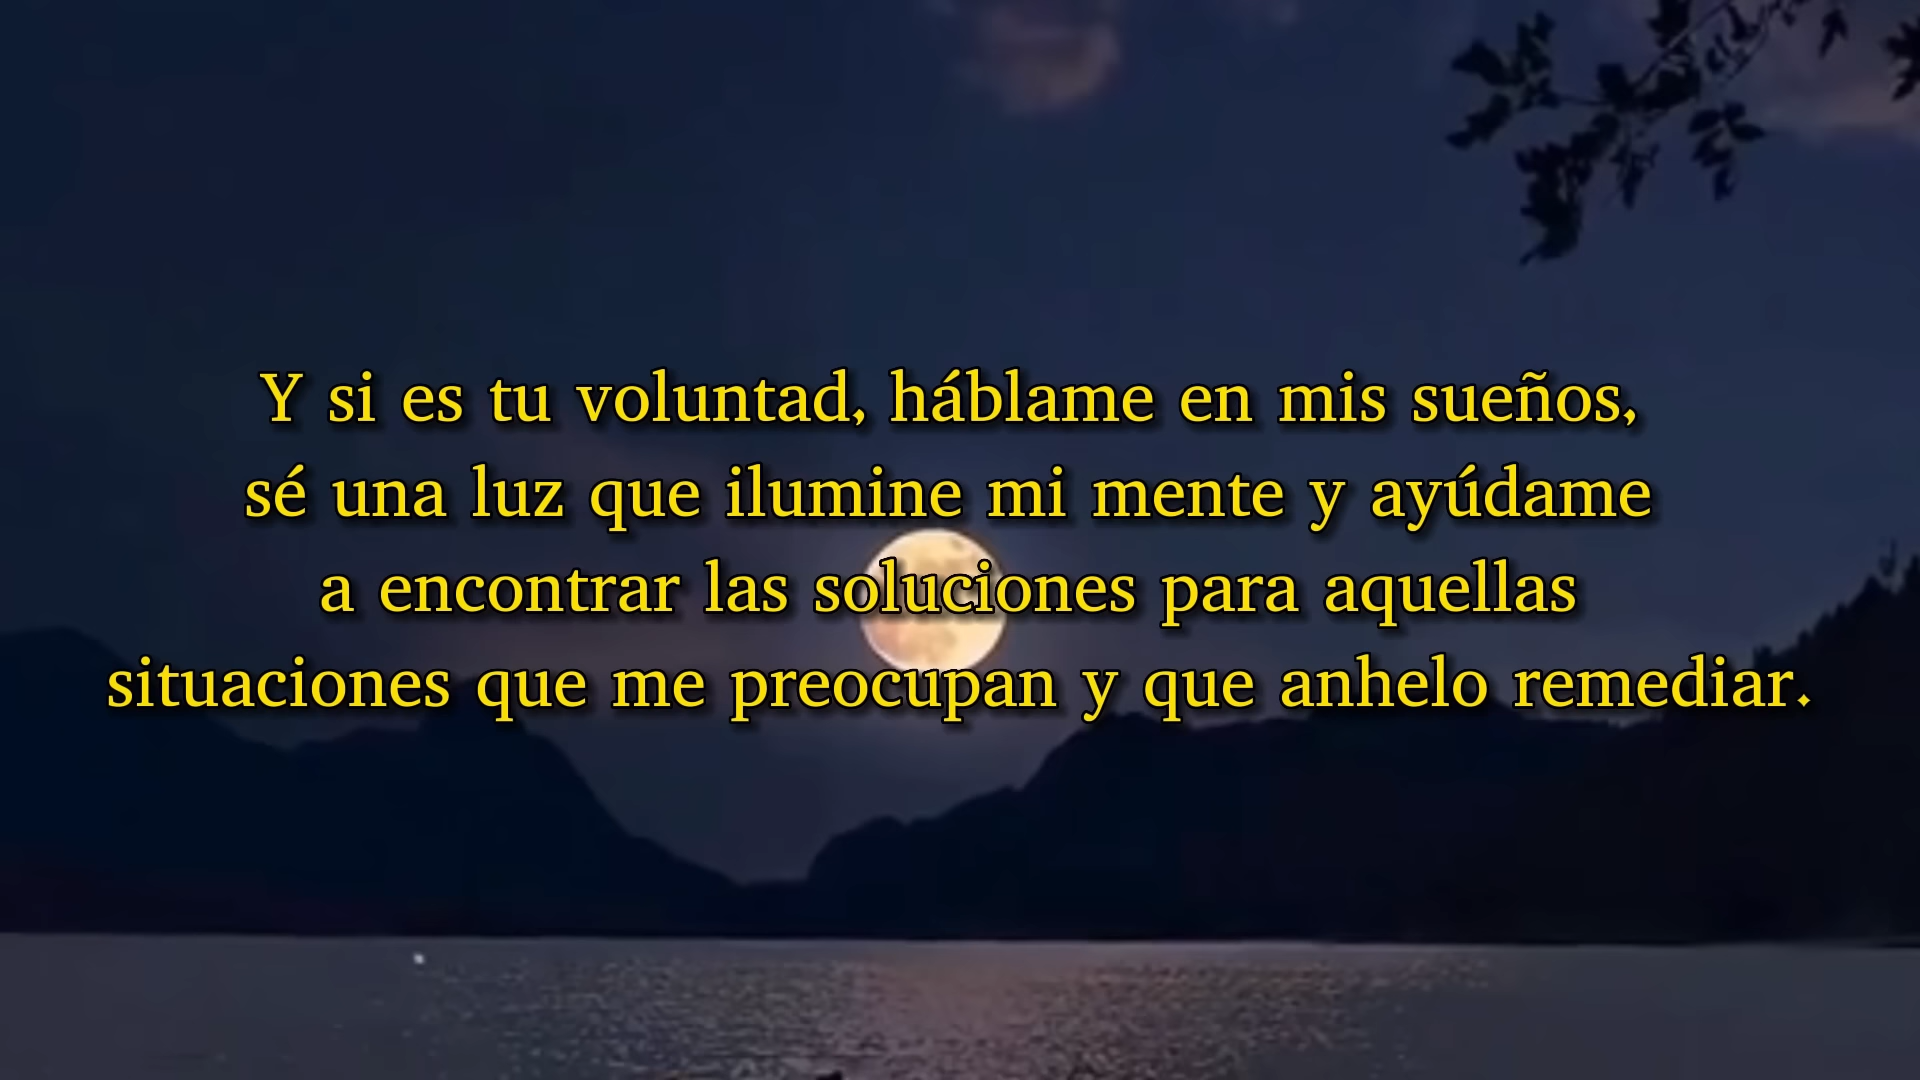 Y si es tu voluntad, háblame en mis sueños,
sé una luz que ilumine mi mente y ayúdame
a encontrar las soluciones para aquellas
situaciones que me preocupan y que anhelo remediar.